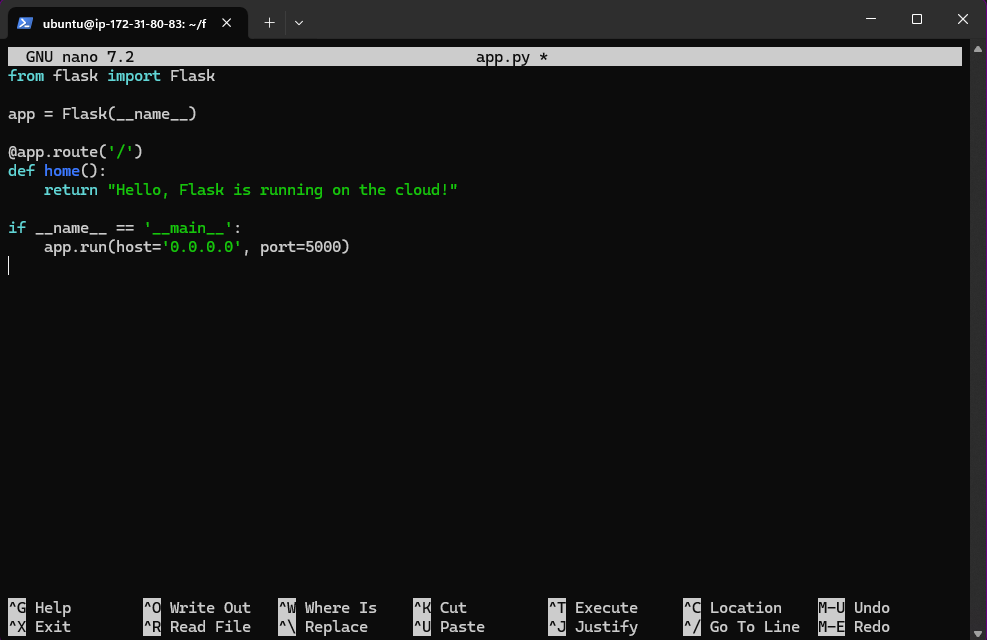 ubuntu@ip-172-31-80-83: ~/f
GNU nano 7.2 app.py *
from flask import Flask
app = Flask(__name__)
@app.route('/')
def home():
    return "Hello, Flask is running on the cloud!"
if __name__ == '__main__':
    app.run(host='0.0.0.0', port=5000)
^G Help ^O Write Out ^W Where Is ^K Cut ^T Execute ^C Location M-U Undo
^X Exit ^R Read File ^\ Replace ^U Paste ^J Justify ^/ Go To Line M-E Redo